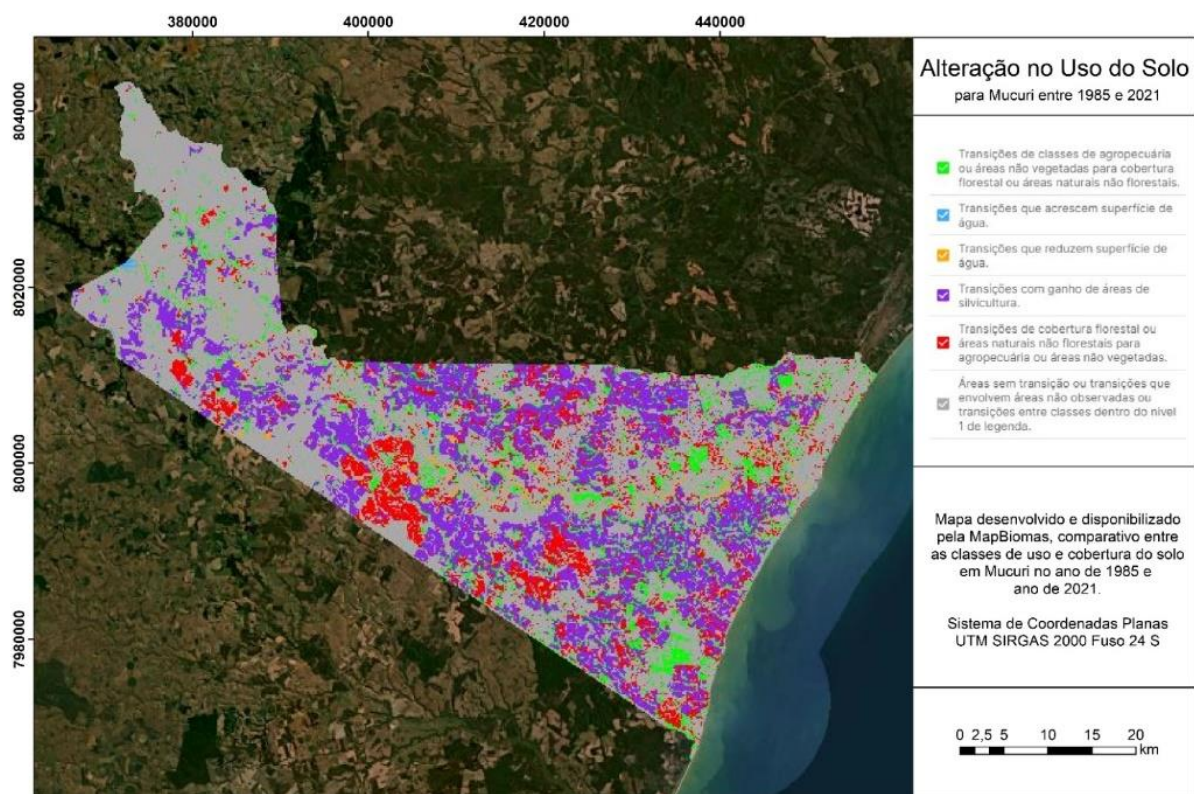 380000 400000 420000 440000
8040000
8020000
8000000
7980000
Alteração no Uso do Solo
para Mucuri entre 1985 e 2021
Transições de classes de agropecuária
ou áreas não vegetadas para cobertura
florestal ou áreas naturais não florestais.
Transições que acrescem superfície de
água.
Transições que reduzem superfície de
água.
Transições com ganho de áreas de
silvicultura.
Transições de cobertura florestal ou
áreas naturais não florestais para
agropecuária ou áreas não vegetadas.
Áreas sem transição ou transições que
envolvem áreas não observadas ou
transições entre classes dentro do nível
1 de legenda.
Mapa desenvolvido e disponibilizado
pela MapBiomas, comparativo entre
as classes de uso e cobertura do solo
em Mucuri no ano de 1985 e
ano de 2021.
Sistema de Coordenadas Planas
UTM SIRGAS 2000 Fuso 24 S
0 2,5 5 10 15 20
km